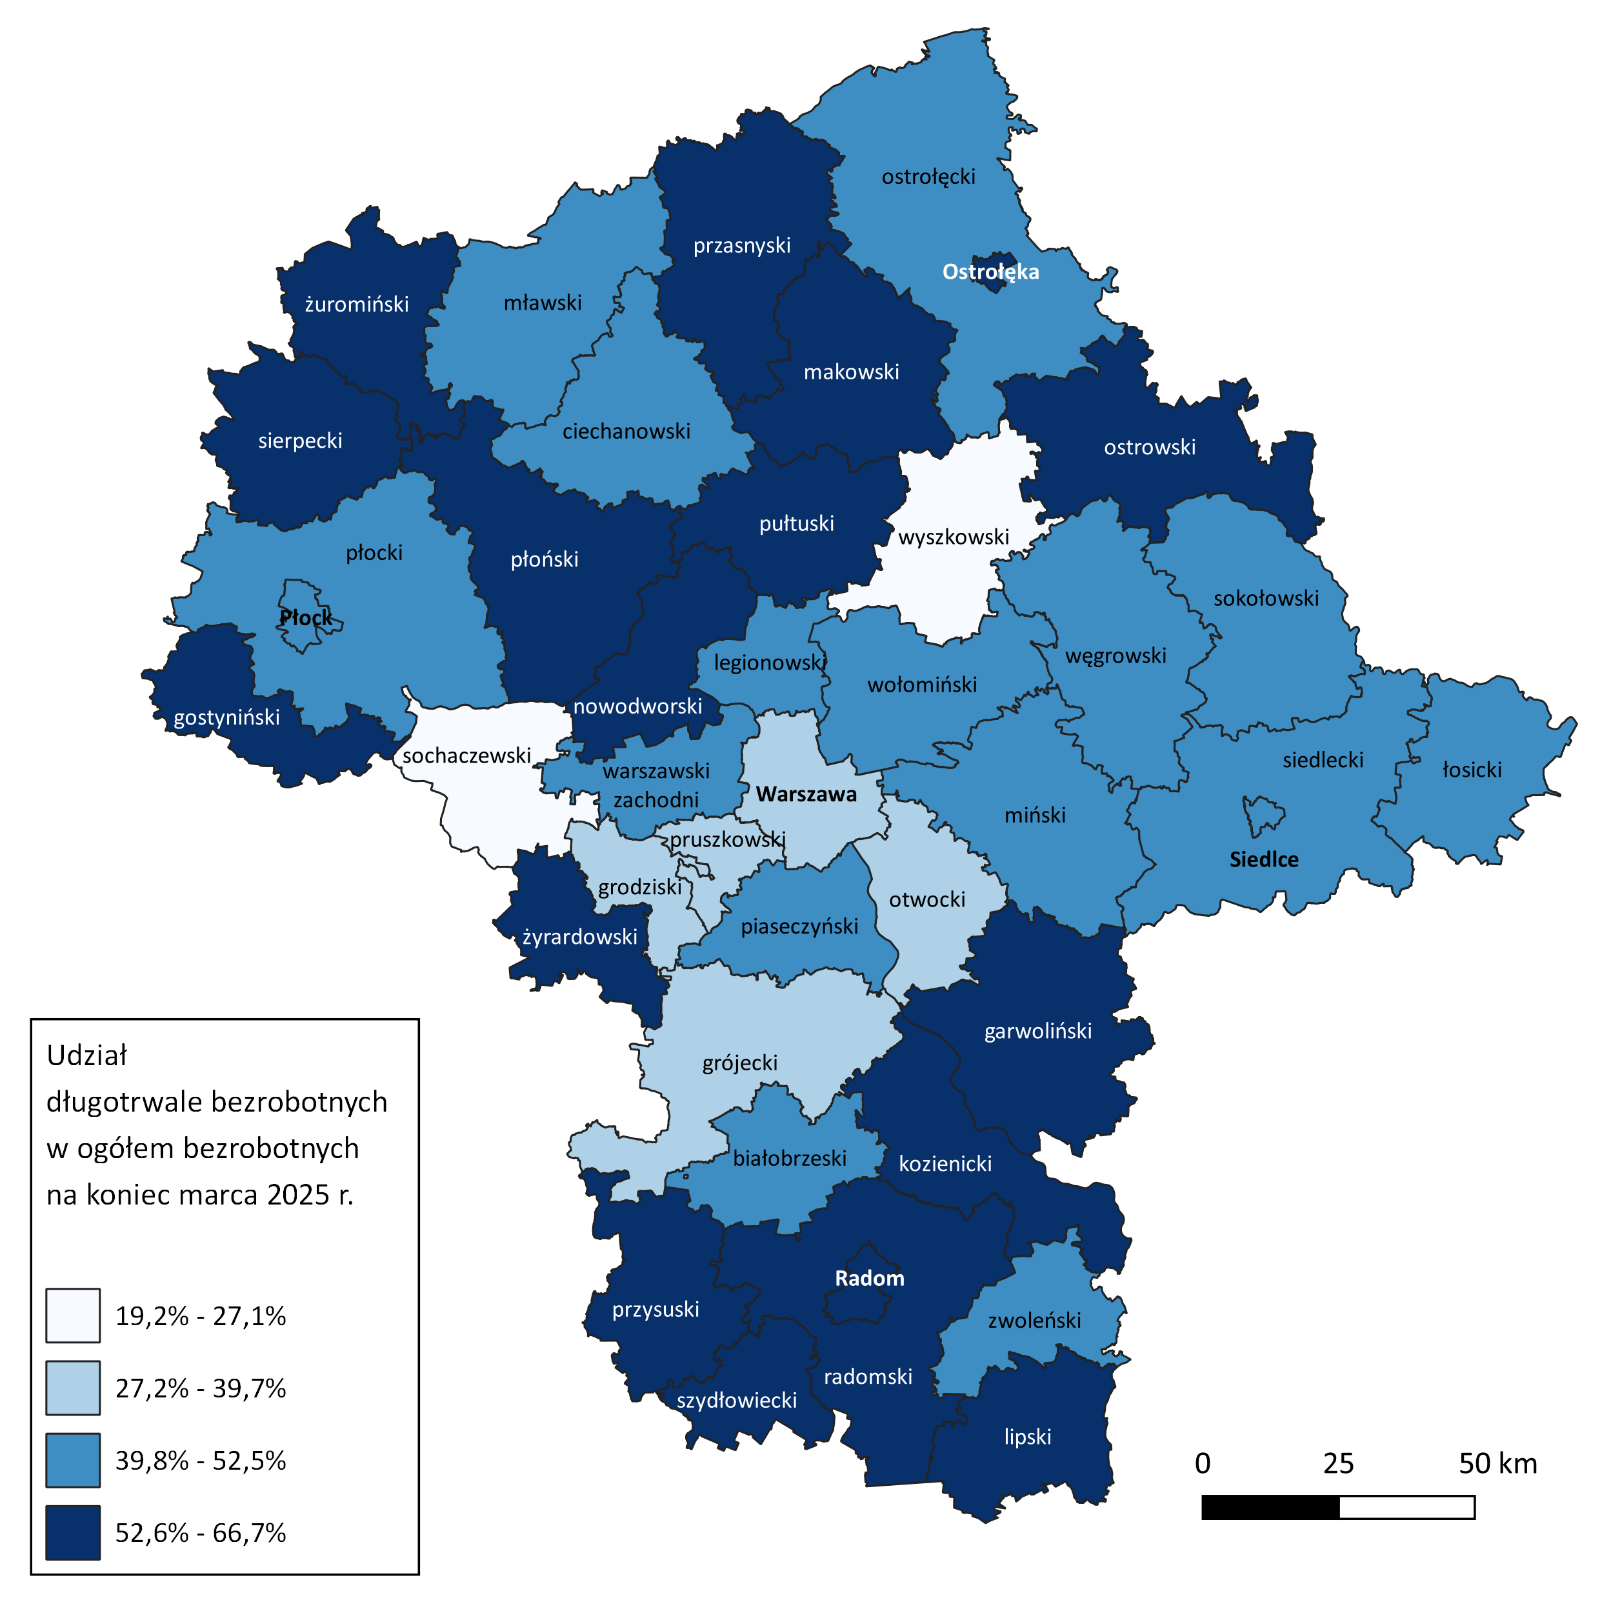 ostrołęcki
przasnyski
Ostrołęka
żuromiński
mławski
makowski
ciechanowski
sierpecki
ostrowski
pułtuski
wyszkowski
płocki
płoński
sokołowski
Płock
węgrowski
legionowski
wołomiński
nowodworski
gostyniński
sochaczewski
siedlecki
łosicki
warszawski
zachodni
Warszawa
miński
pruszkowski
Siedlce
grodziski
otwocki
piaseczyński
żyrardowski
garwoliński
grójecki
białobrzeski
kozienicki
Radom
przysuski
zwoleński
radomski
szydłowiecki
lipski
Udział
długotrwale bezrobotnych
w ogółem bezrobotnych
na koniec marca 2025 r.
19,2% - 27,1%
27,2% - 39,7%
39,8% - 52,5%
52,6% - 66,7%
0 25 50 km